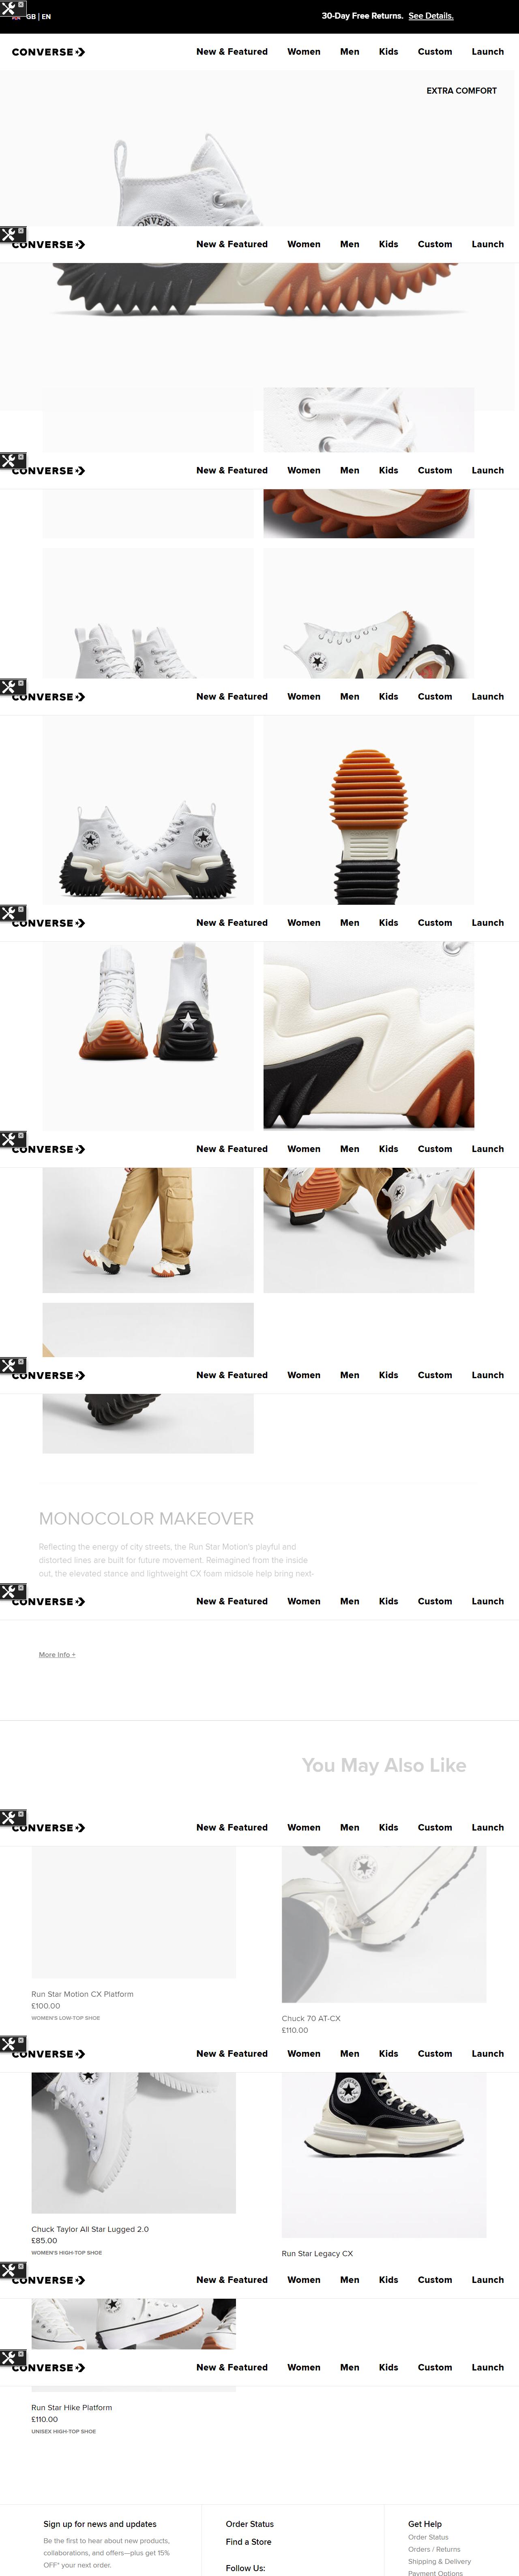 GB | EN
30-Day Free Returns. See Details.
CONVERSE
New & Featured Women Men Kids Custom Launch
EXTRA COMFORT
CONVERSE
New & Featured Women Men Kids Custom Launch
CONVERSE
New & Featured Women Men Kids Custom Launch
CONVERSE
New & Featured Women Men Kids Custom Launch
CONVERSE
New & Featured Women Men Kids Custom Launch
CONVERSE
New & Featured Women Men Kids Custom Launch
CONVERSE
New & Featured Women Men Kids Custom Launch
MONOCOLOR MAKEOVER
Reflecting the energy of city streets, the Run Star Motion's playful and
distorted lines are built for future movement. Reimagined from the inside
out, the elevated stance and lightweight CX foam midsole help bring next-
CONVERSE
New & Featured Women Men Kids Custom Launch
More Info +
You May Also Like
CONVERSE
New & Featured Women Men Kids Custom Launch
Run Star Motion CX Platform
£100.00
WOMEN'S LOW-TOP SHOE
Chuck 70 AT-CX
£110.00
CONVERSE
New & Featured Women Men Kids Custom Launch
Chuck Taylor All Star Lugged 2.0
£85.00
WOMEN'S HIGH-TOP SHOE
Run Star Legacy CX
CONVERSE
New & Featured Women Men Kids Custom Launch
CONVERSE
New & Featured Women Men Kids Custom Launch
Run Star Hike Platform
£110.00
UNISEX HIGH-TOP SHOE
Sign up for news and updates
Be the first to hear about new products,
collaborations, and offers—plus get 15%
OFF* your next order.
Order Status
Find a Store
Follow Us:
Get Help
Order Status
Orders / Returns
Shipping & Delivery
Payment Options